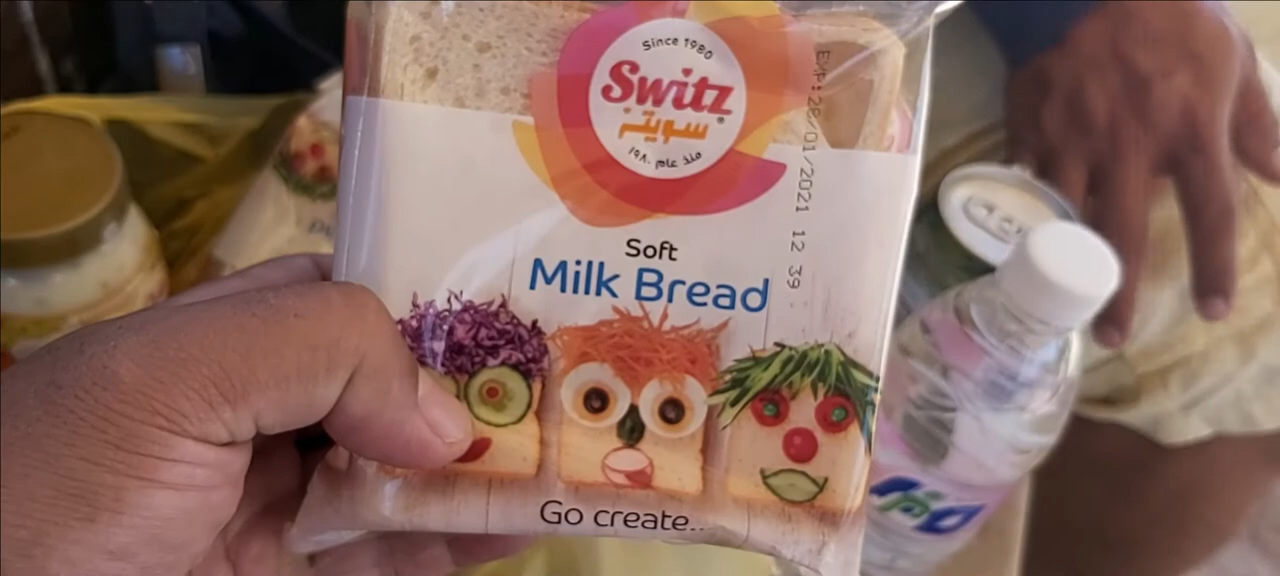 Since 1980
Switz
سويتز
منذ عام ١٩٨٠
EXP:28/01/2021 12 39
Soft
Milk Bread
Go create...